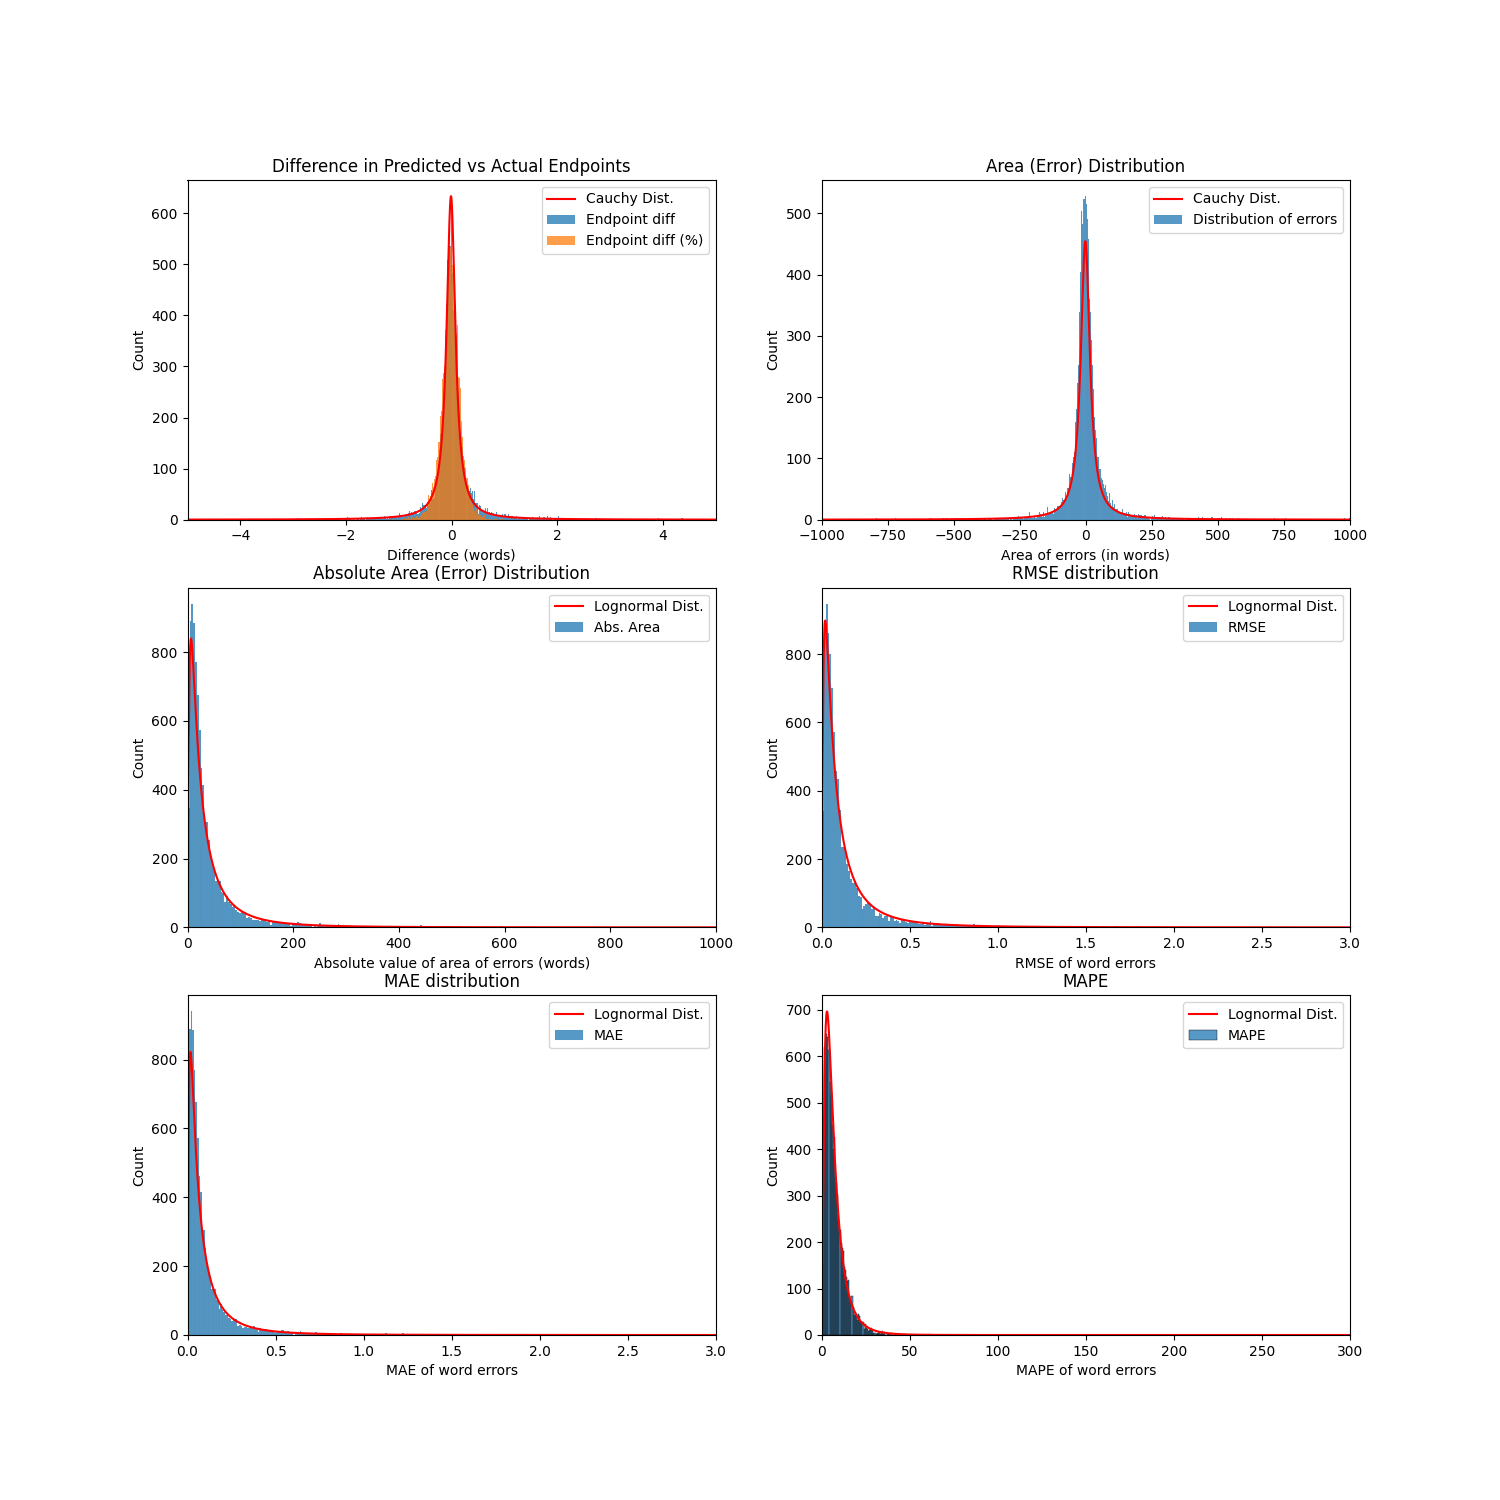 Difference in Predicted vs Actual Endpoints
Cauchy Dist.
Endpoint diff
Endpoint diff (%)
600
500
400
300
200
100
0
Count
−4
−2
0
2
4
Difference (words)
Area (Error) Distribution
Cauchy Dist.
Distribution of errors
500
400
300
200
100
0
Count
−1000
−750
−500
−250
0
250
500
750
1000
Area of errors (in words)
Absolute Area (Error) Distribution
Lognormal Dist.
Abs. Area
800
600
400
200
0
Count
0
200
400
600
800
1000
Absolute value of area of errors (words)
RMSE distribution
Lognormal Dist.
RMSE
800
600
400
200
0
Count
0.0
0.5
1.0
1.5
2.0
2.5
3.0
RMSE of word errors
MAE distribution
Lognormal Dist.
MAE
800
600
400
200
0
Count
0.0
0.5
1.0
1.5
2.0
2.5
3.0
MAE of word errors
MAPE
Lognormal Dist.
MAPE
700
600
500
400
300
200
100
0
Count
0
50
100
150
200
250
300
MAPE of word errors